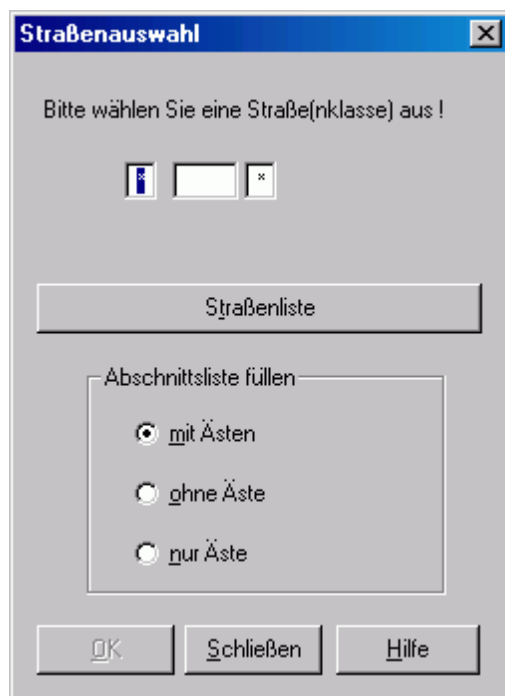 Straßenauswahl
Bitte wählen Sie eine Straße(nklasse) aus !
* *
Straßenliste
Abschnittsliste füllen
mit Ästen
ohne Äste
nur Äste
OK Schließen Hilfe